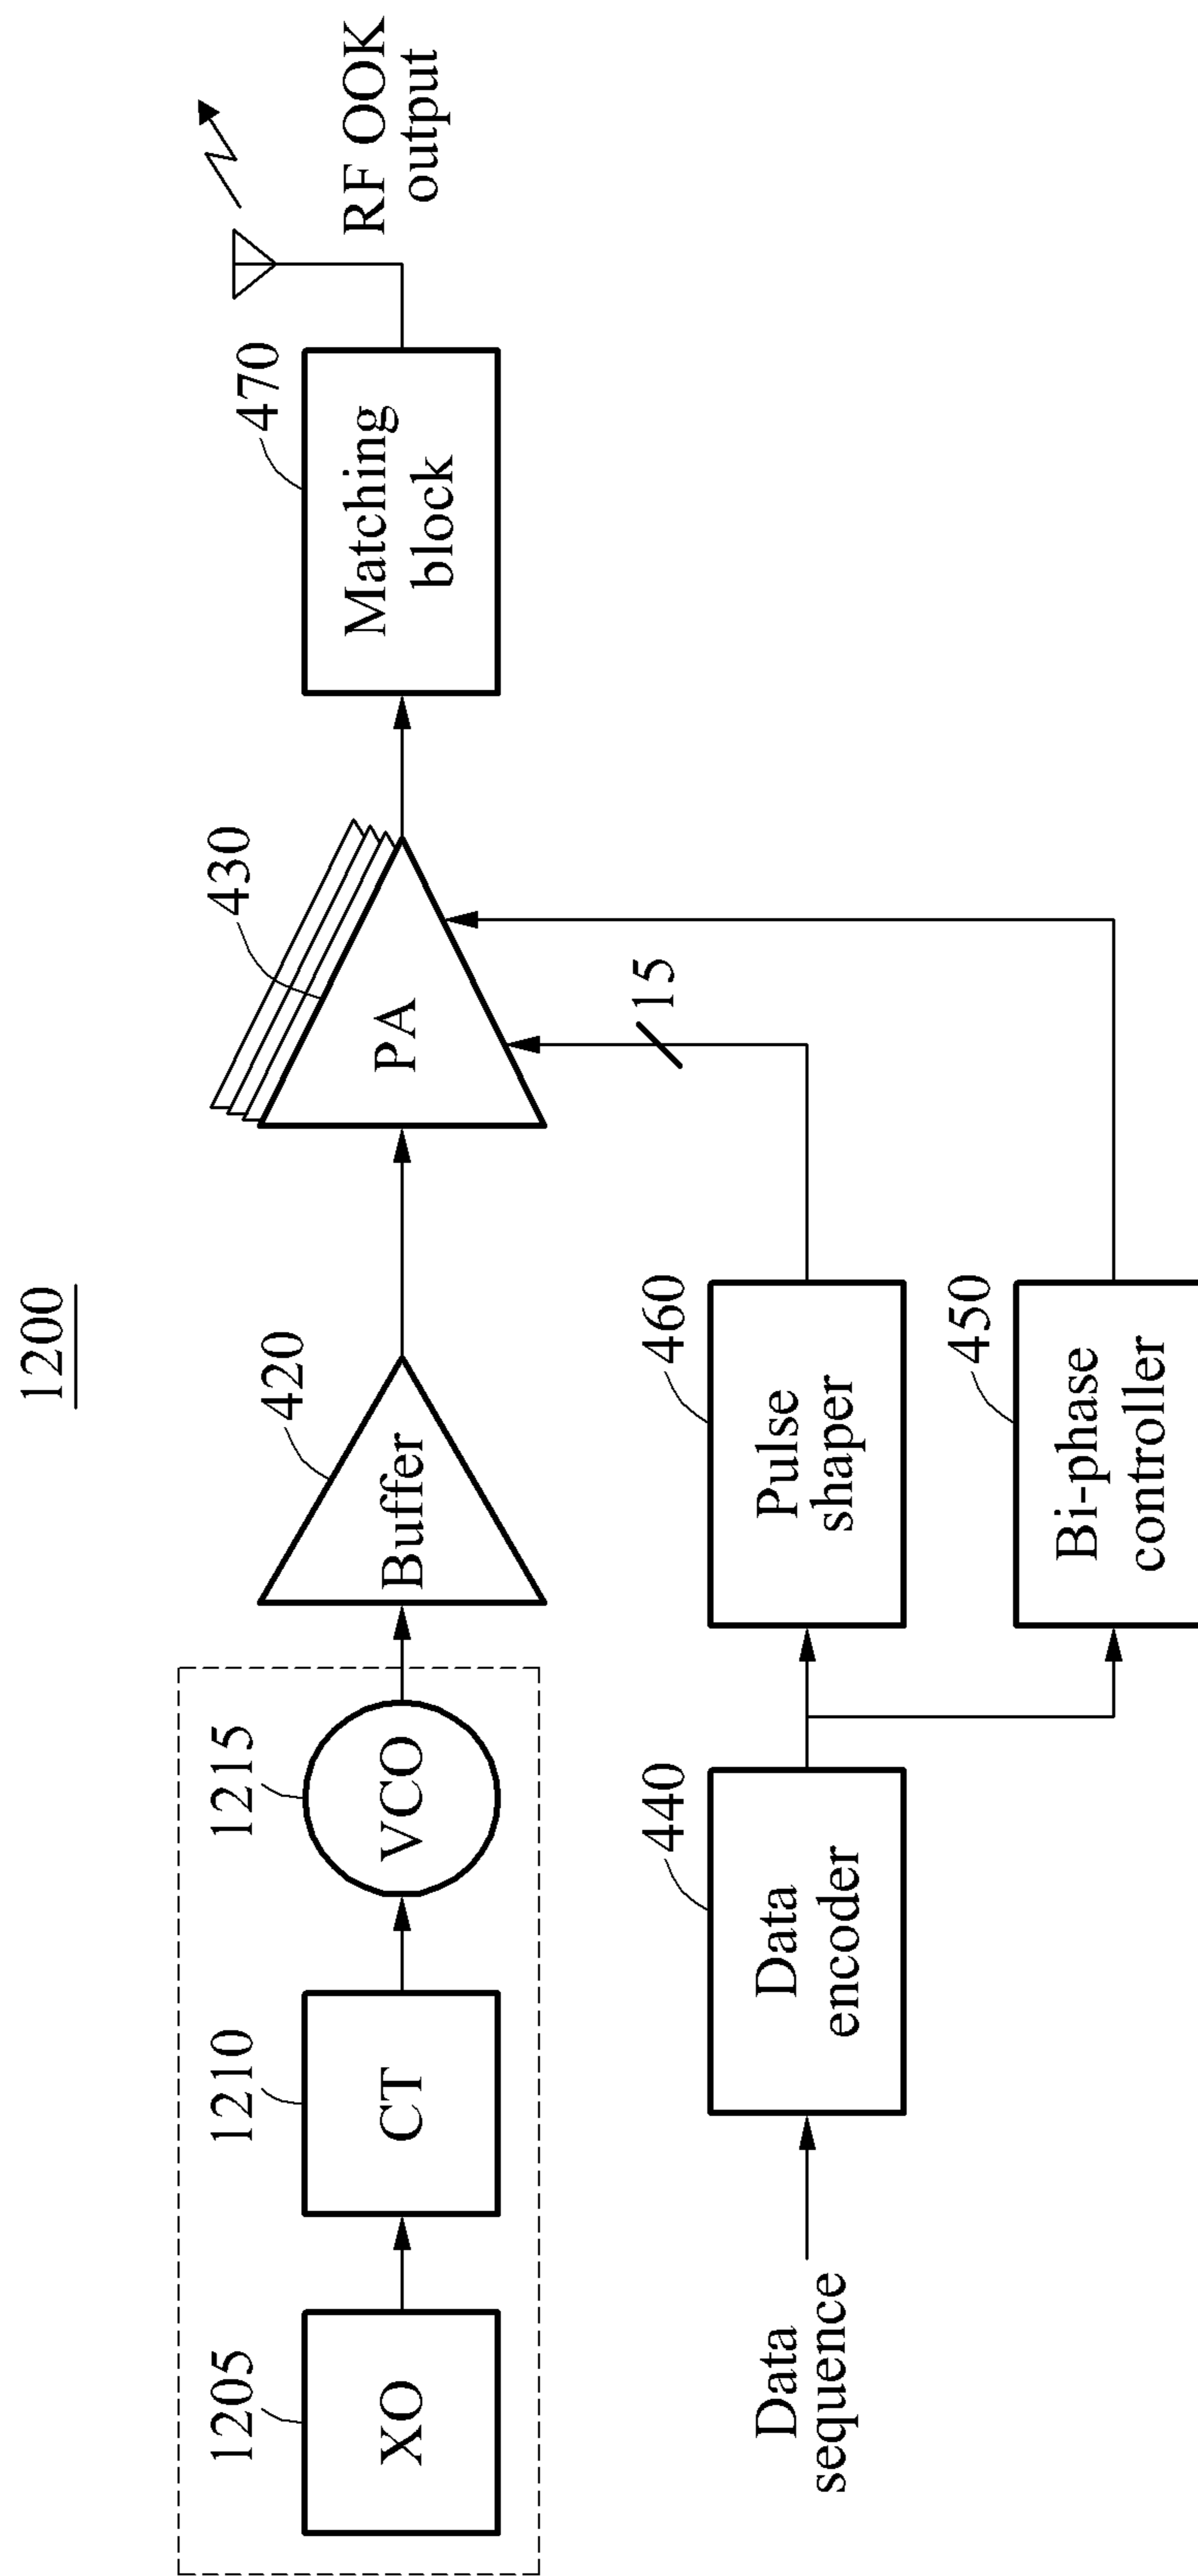 1200
1205
XO
1210
CT
1215
VCO
420
Buffer
430
PA
470
Matching
block
RF OOK
output
15
Data
sequence
440
Data
encoder
460
Pulse
shaper
450
Bi-phase
controller